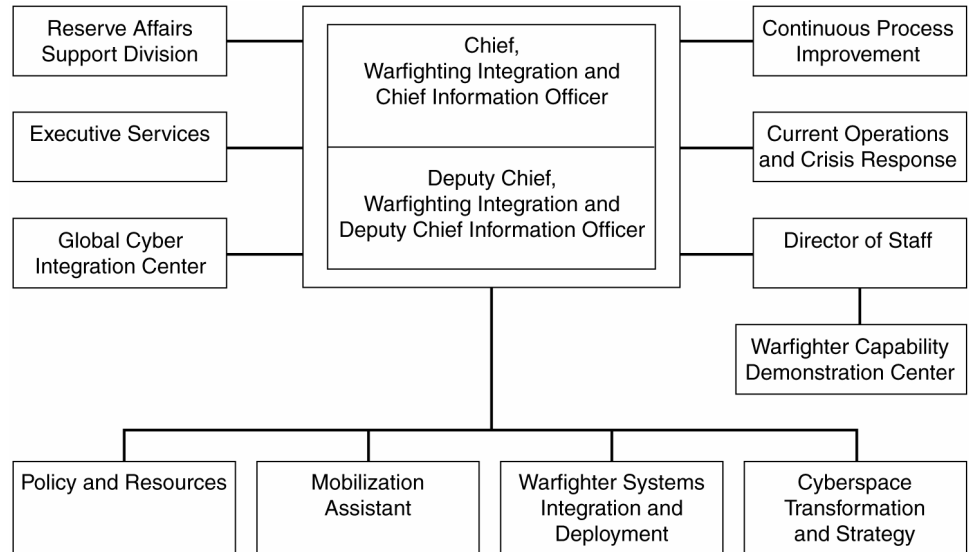 Reserve Affairs
Support Division
Chief,
Warfighting Integration and
Chief Information Officer
Continuous Process
Improvement
Executive Services
Current Operations
and Crisis Response
Deputy Chief,
Warfighting Integration and
Deputy Chief Information Officer
Global Cyber
Integration Center
Director of Staff
Warfighter Capability
Demonstration Center
Policy and Resources
Mobilization
Assistant
Warfighter Systems
Integration and
Deployment
Cyberspace
Transformation
and Strategy